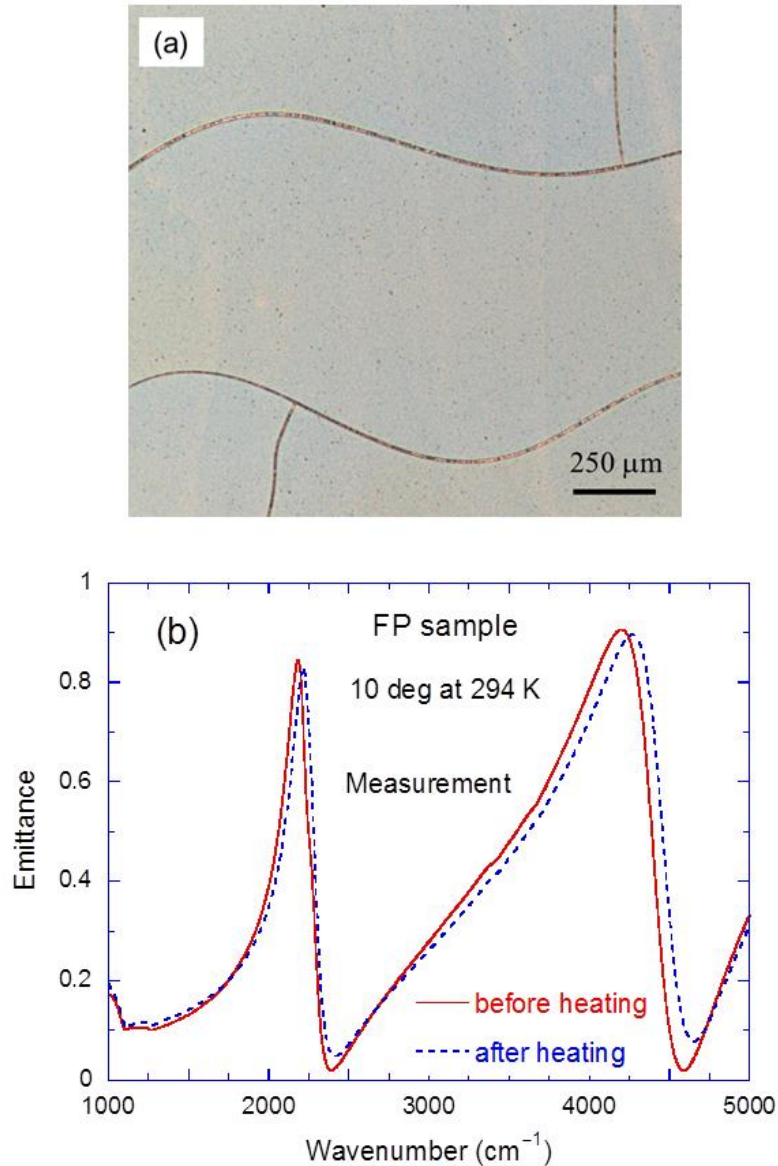 (a)
250 µm
(b)
FP sample
10 deg at 294 K
Measurement
before heating
after heating
Emittance
1
0.8
0.6
0.4
0.2
0
1000 2000 3000 4000 5000
Wavenumber (cm⁻¹)